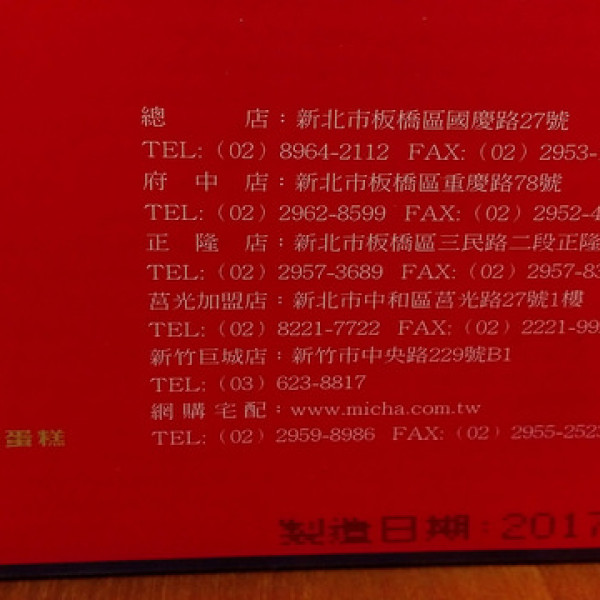 總 店：新北市板橋區國慶路27號
TEL:（02）8964-2112 FAX:（02）2953-
府 中 店：新北市板橋區重慶路78號
TEL:（02）2962-8599 FAX:（02）2952-4
正 隆 店：新北市板橋區三民路二段正隆
TEL:（02）2957-3689 FAX:（02）2957-8
莒光加盟店：新北市中和區莒光路27號1樓
TEL:（02）8221-7722 FAX:（02）2221-99
新竹巨城店：新竹市中央路229號B1
TEL:（03）623-8817
網 購 宅 配：www.micha.com.tw
蛋糕
TEL:（02）2959-8986 FAX:（02）2955-2523
製造日期:2017